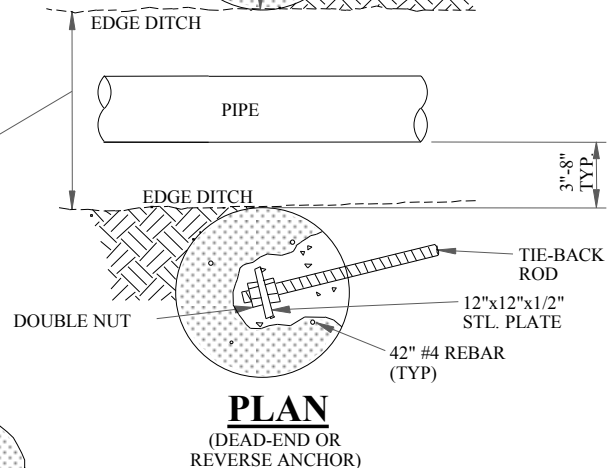 EDGE DITCH
PIPE
3"-8"
TYP.
EDGE DITCH
TIE-BACK
ROD
12"x12"x1/2"
STL. PLATE
DOUBLE NUT
42" #4 REBAR
(TYP)
PLAN
(DEAD-END OR
REVERSE ANCHOR)